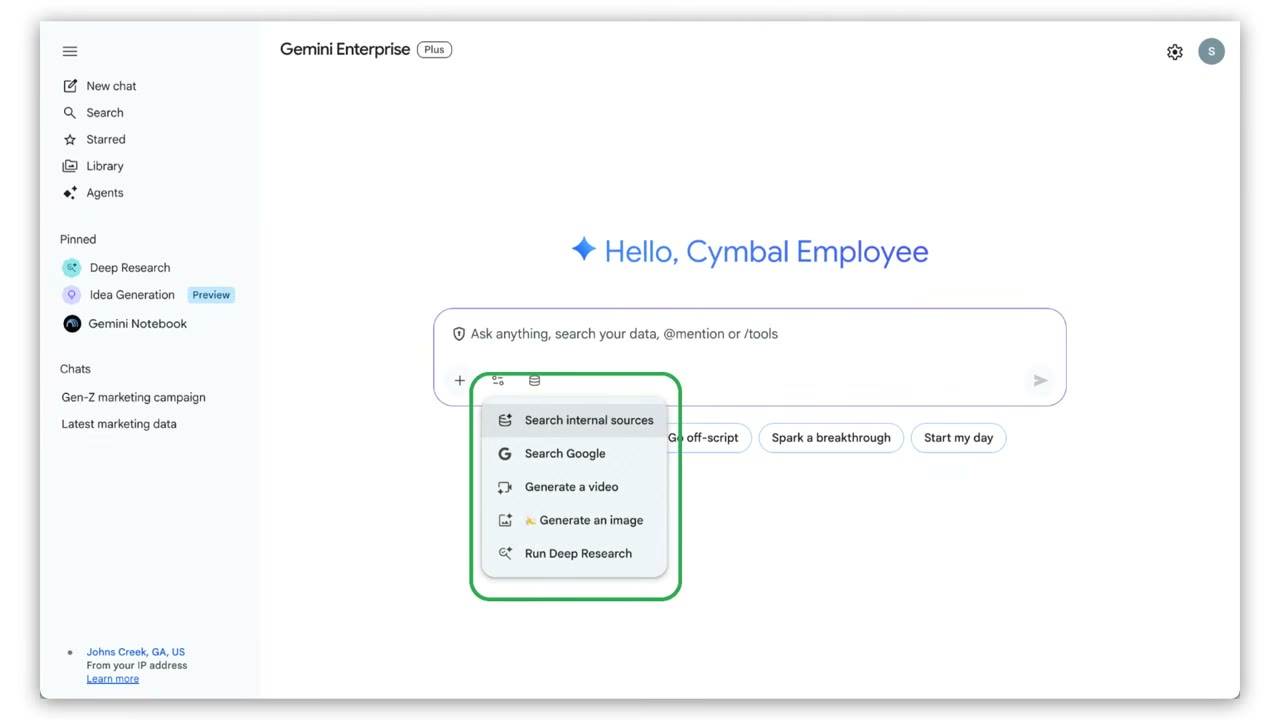 Gemini Enterprise Plus
S
New chat
Search
Starred
Library
Agents
Pinned
Deep Research
Idea Generation Preview
Gemini Notebook
Chats
Gen-Z marketing campaign
Latest marketing data
Johns Creek, GA, US
From your IP address
Learn more
Hello, Cymbal Employee
Ask anything, search your data, @mention or /tools
Search internal sources
Search Google
Generate a video
Generate an image
Run Deep Research
Go off-script
Spark a breakthrough
Start my day